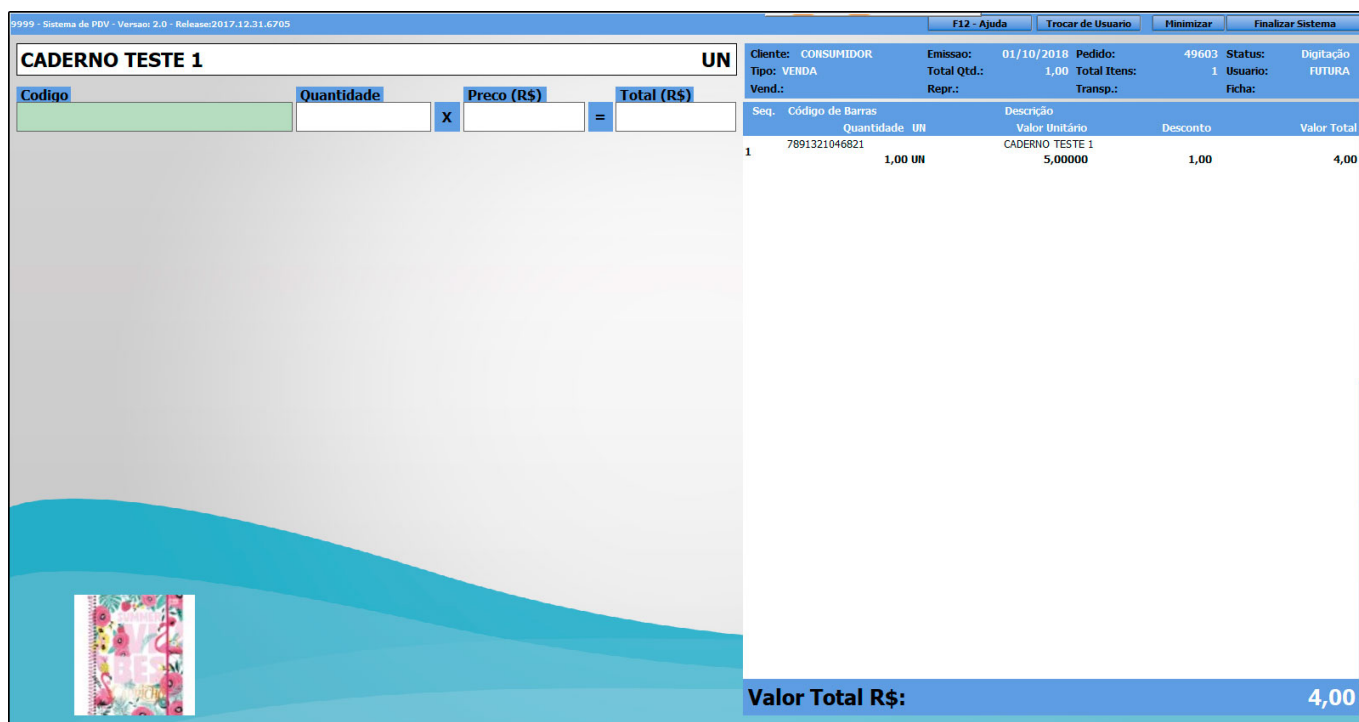 9999 - Sistema de PDV - Versao: 2.0 - Release:2017.12.31.6705
F12 - Ajuda Trocar de Usuario Minimizar Finalizar Sistema
CADERNO TESTE 1 UN
Codigo Quantidade Preco (R$) Total (R$)
X =
Cliente: CONSUMIDOR Emissao: 01/10/2018 Pedido: 49603 Status: Digitação
Tipo: VENDA Total Qtd.: 1,00 Total Itens: 1 Usuario: FUTURA
Vend.: Repr.: Transp.: Ficha:
Seq. Código de Barras Descrição
Quantidade UN Valor Unitário Desconto Valor Total
7891321046821 CADERNO TESTE 1
1 1,00 UN 5,00000 1,00 4,00
SUMMER
VI
BES
Valor Total R$: 4,00